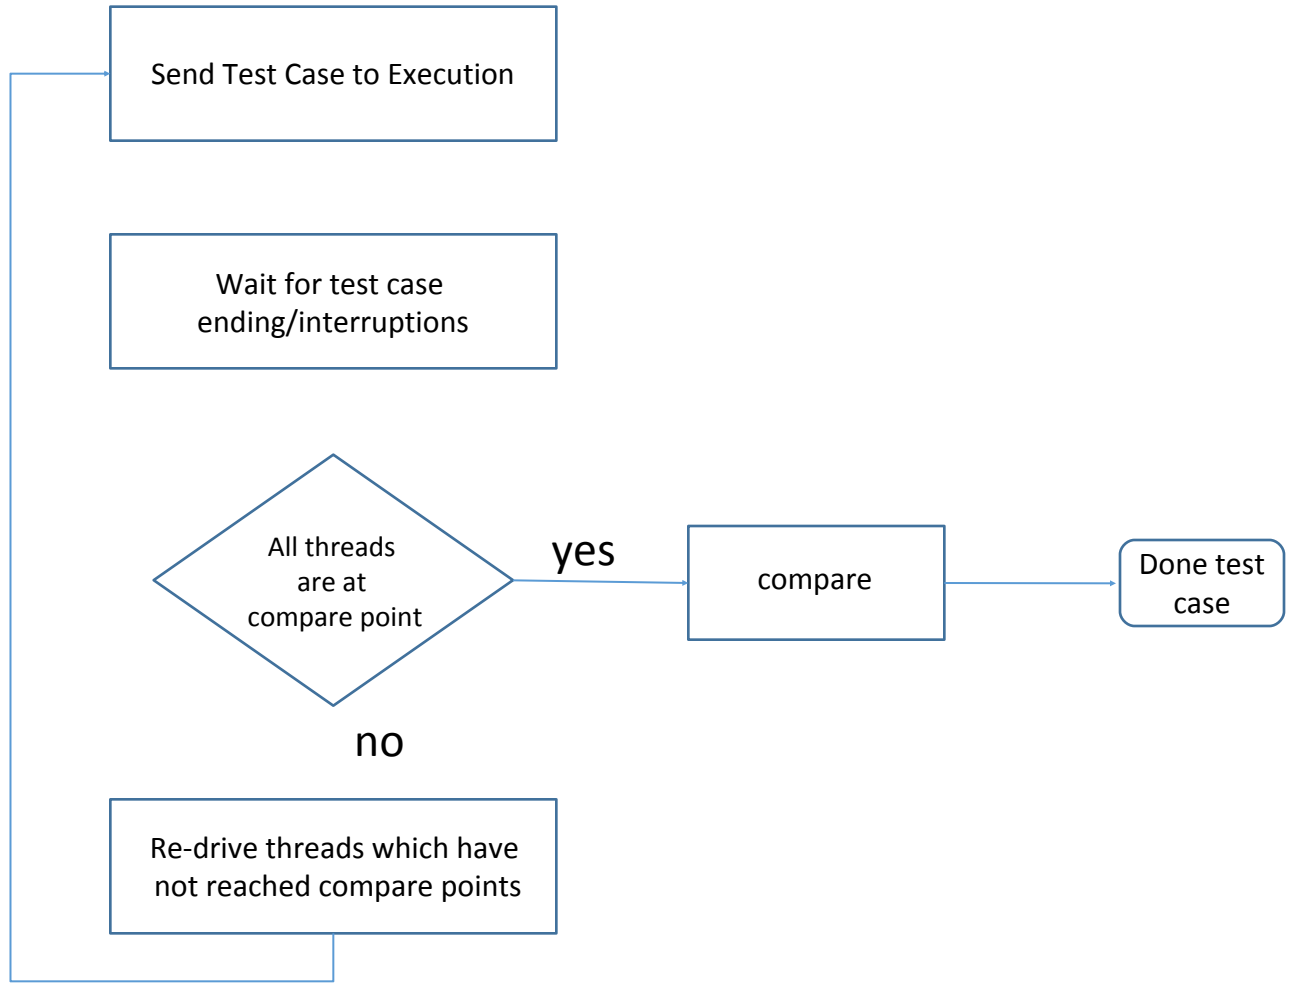 Send Test Case to Execution
Wait for test case
ending/interruptions
All threads
are at
compare point
yes
compare
Done test
case
no
Re-drive threads which have
not reached compare points